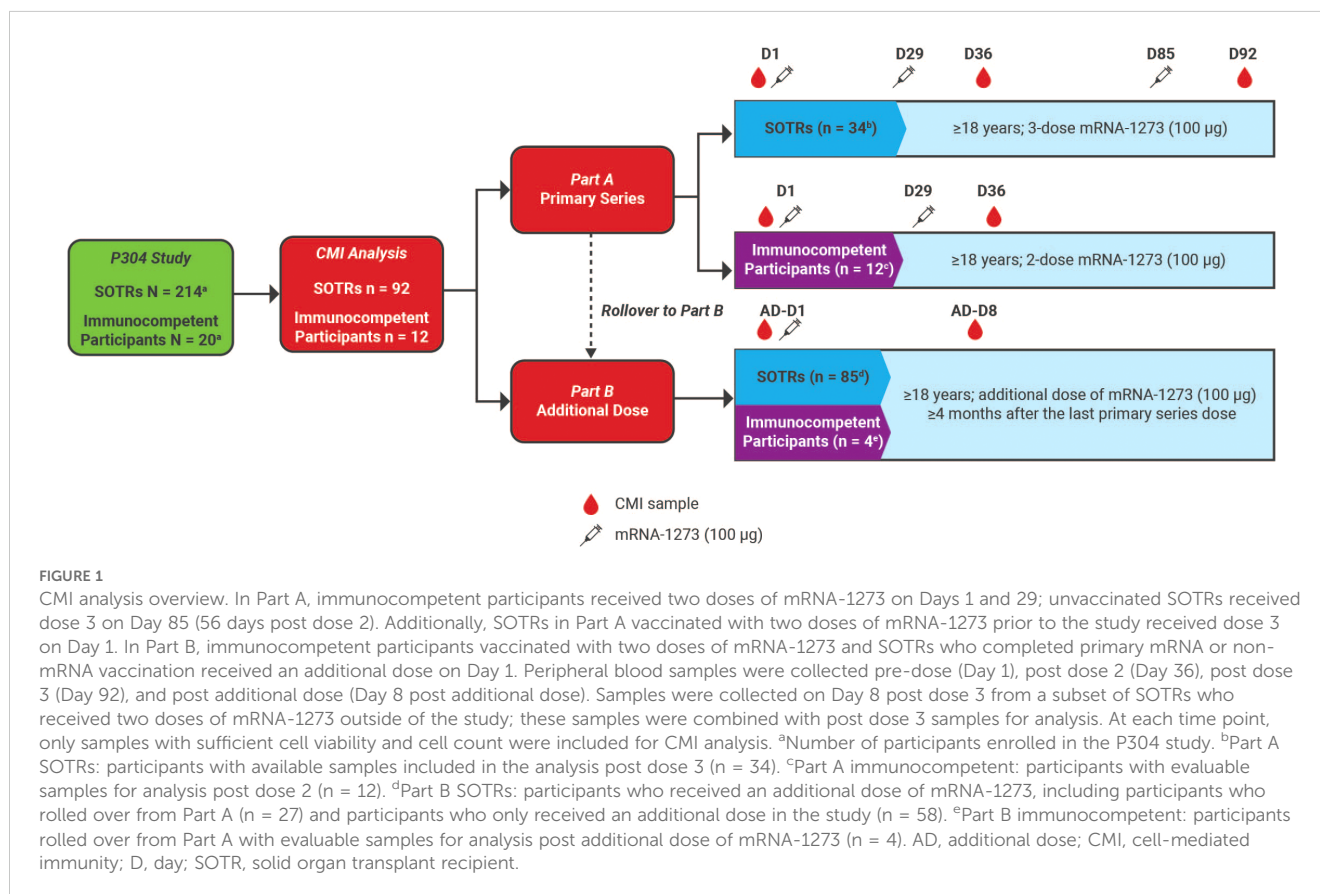 D1
D29
D36
D85
D92
SOTRs (n = 34ᵇ)
≥18 years; 3-dose mRNA-1273 (100 µg)
Part A
Primary Series
D1
D29
D36
Immunocompetent
Participants (n = 12ᶜ)
≥18 years; 2-dose mRNA-1273 (100 µg)
P304 Study
SOTRs N = 214ᵃ
Immunocompetent
Participants N = 20ᵃ
CMI Analysis
SOTRs n = 92
Immunocompetent
Participants n = 12
Rollover to Part B
AD-D1
AD-D8
Part B
Additional Dose
SOTRs (n = 85ᵈ)
Immunocompetent
Participants (n = 4ᵉ)
≥18 years; additional dose of mRNA-1273 (100 µg)
≥4 months after the last primary series dose
CMI sample
mRNA-1273 (100 µg)
FIGURE 1
CMI analysis overview. In Part A, immunocompetent participants received two doses of mRNA-1273 on Days 1 and 29; unvaccinated SOTRs received
dose 3 on Day 85 (56 days post dose 2). Additionally, SOTRs in Part A vaccinated with two doses of mRNA-1273 prior to the study received dose 3
on Day 1. In Part B, immunocompetent participants vaccinated with two doses of mRNA-1273 and SOTRs who completed primary mRNA or non-
mRNA vaccination received an additional dose on Day 1. Peripheral blood samples were collected pre-dose (Day 1), post dose 2 (Day 36), post dose
3 (Day 92), and post additional dose (Day 8 post additional dose). Samples were collected on Day 8 post dose 3 from a subset of SOTRs who
received two doses of mRNA-1273 outside of the study; these samples were combined with post dose 3 samples for analysis. At each time point,
only samples with sufficient cell viability and cell count were included for CMI analysis. ᵃNumber of participants enrolled in the P304 study. ᵇPart A
SOTRs: participants with available samples included in the analysis post dose 3 (n = 34). ᶜPart A immunocompetent: participants with evaluable
samples for analysis post dose 2 (n = 12). ᵈPart B SOTRs: participants who received an additional dose of mRNA-1273, including participants who
rolled over from Part A (n = 27) and participants who only received an additional dose in the study (n = 58). ᵉPart B immunocompetent: participants
rolled over from Part A with evaluable samples for analysis post additional dose of mRNA-1273 (n = 4). AD, additional dose; CMI, cell-mediated
immunity; D, day; SOTR, solid organ transplant recipient.